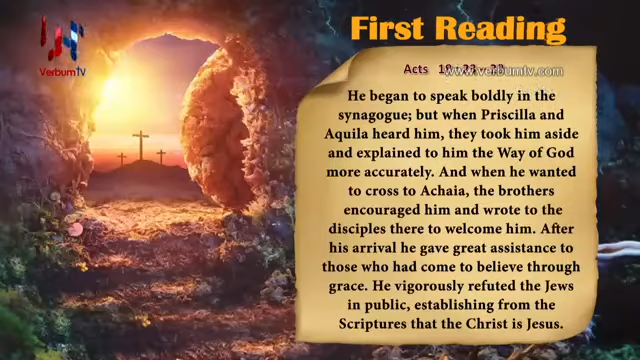 First Reading
VerbumTV
Acts
www.verbumtv.com
He began to speak boldly in the
synagogue; but when Priscilla and
Aquila heard him, they took him aside
and explained to him the Way of God
more accurately. And when he wanted
to cross to Achaia, the brothers
encouraged him and wrote to the
disciples there to welcome him. After
his arrival he gave great assistance to
those who had come to believe through
grace. He vigorously refuted the Jews
in public, establishing from the
Scriptures that the Christ is Jesus.